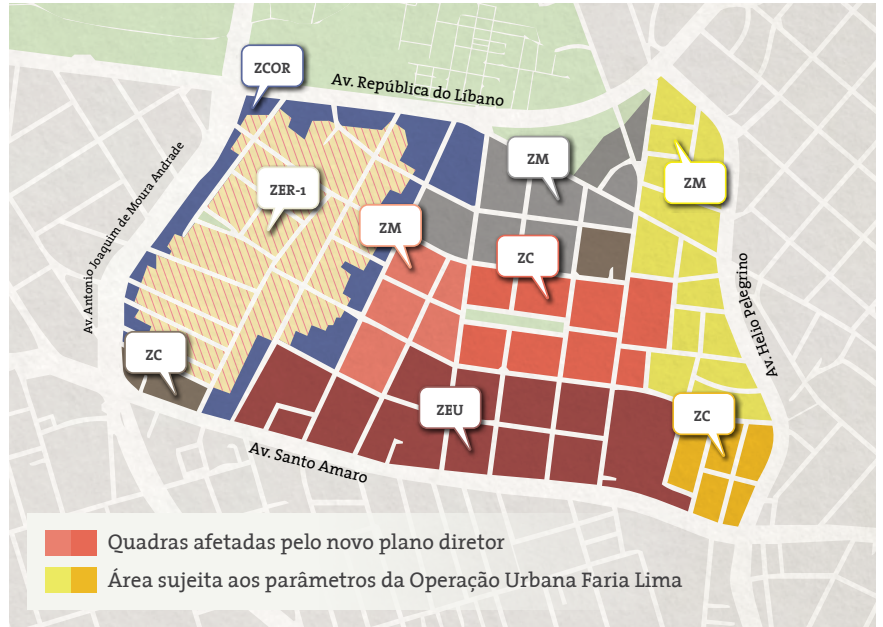 ZCOR
Av. República do Líbano
ZM
ZM
ZER-1
ZM
ZC
Av. Antonio Joaquim de Moura Andrade
Av. Helio Pelegrino
ZC
ZEU
ZC
Av. Santo Amaro
Quadras afetadas pelo novo plano diretor
Área sujeita aos parâmetros da Operação Urbana Faria Lima